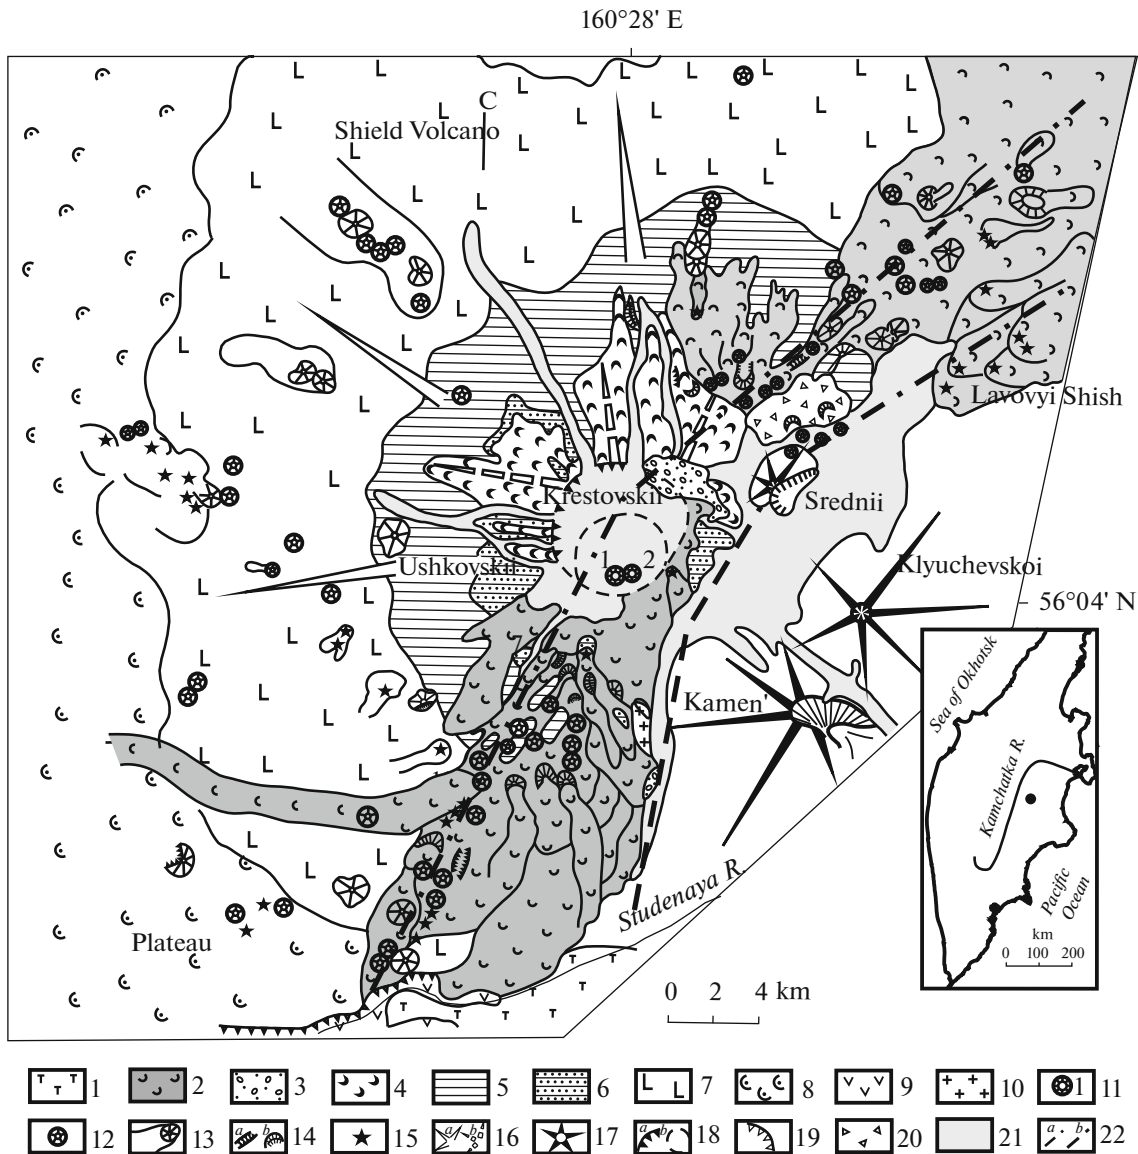 160°28' E
C
Shield Volcano
Lavovyi Shish
Krestovskii
Srednii
Ushkovskii
1 2
Klyuchevskoi
56°04' N
Kamen'
Sea of Okhotsk
Kamchatka R.
Pacific
Ocean
km
0 100 200
Studenaya R.
Plateau
0 2 4 km
1 2 3 4 5 6 7 8 9 10 1 11
12 13 a b 14 15 a b 16 17 a b 18 19 20 21 a b 22